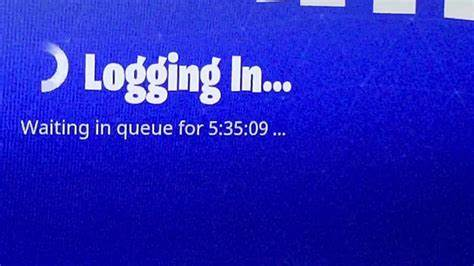 Logging In...
Waiting in queue for 5:35:09 ...